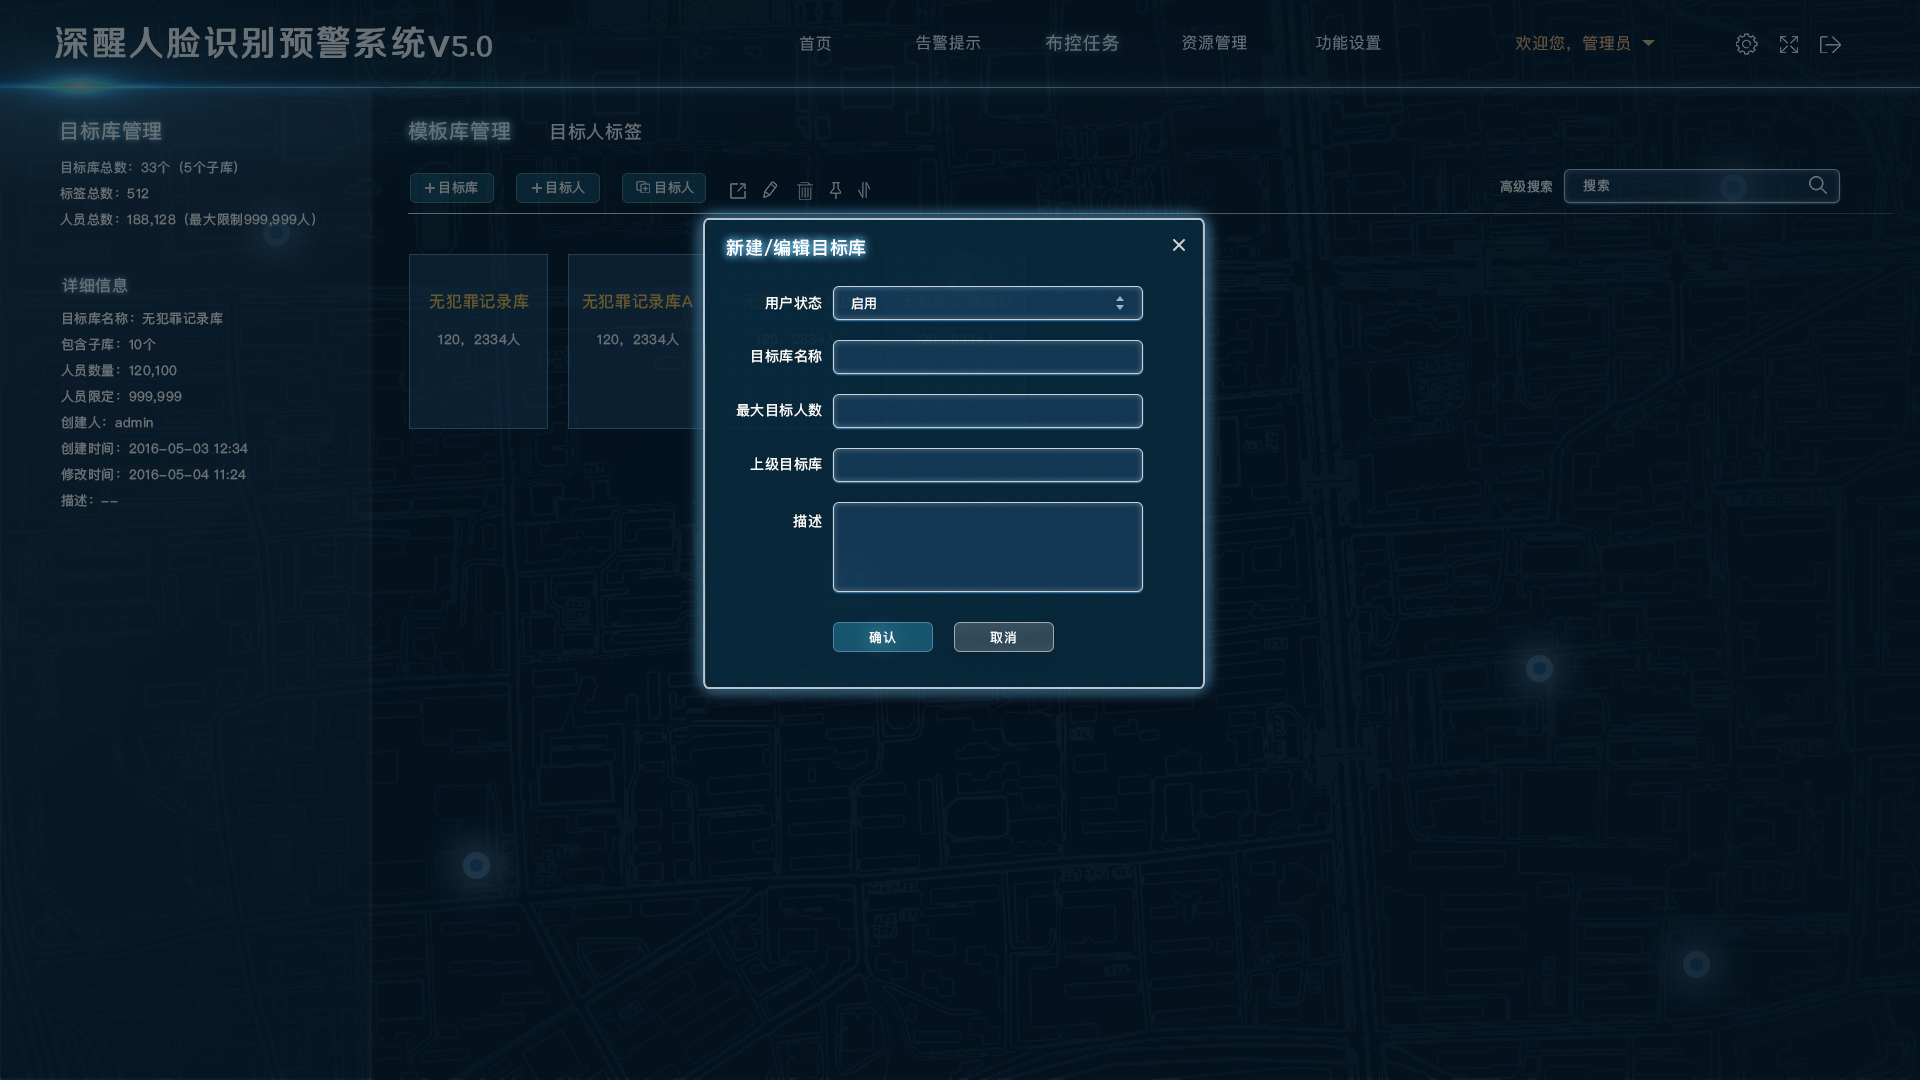 深醒人脸识别预警系统V5.0
首页
告警提示
布控任务
资源管理
功能设置
欢迎您，管理员
目标库管理
目标库总数：33个（5个子库）
标签总数：512
人员总数：188,128（最大限制999,999人）
详细信息
目标库名称：无犯罪记录库
包含子库：10个
人员数量：120,100
人员限定：999,999
创建人：admin
创建时间：2016-05-03 12:34
修改时间：2016-05-04 11:24
描述：--
模板库管理
目标人标签
+目标库
+目标人
目标人
高级搜索
搜索
无犯罪记录库
120，2334人
无犯罪记录库A
120，2334人
新建/编辑目标库
用户状态
启用
目标库名称
最大目标人数
上级目标库
描述
确认
取消